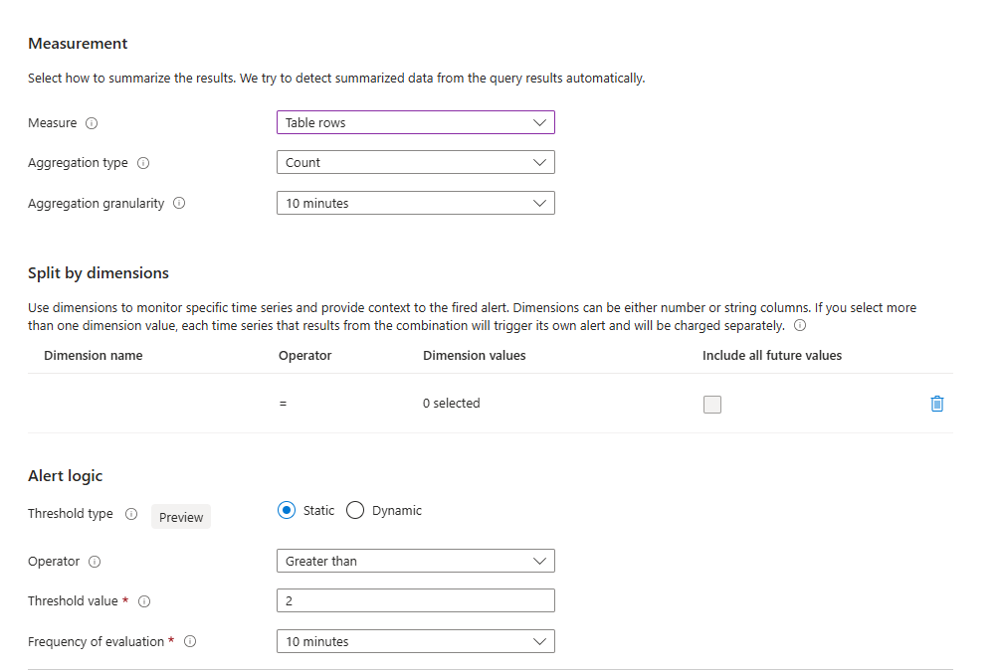 Measurement
Select how to summarize the results. We try to detect summarized data from the query results automatically.
Measure
Table rows
Aggregation type
Count
Aggregation granularity
10 minutes
Split by dimensions
Use dimensions to monitor specific time series and provide context to the fired alert. Dimensions can be either number or string columns. If you select more
than one dimension value, each time series that results from the combination will trigger its own alert and will be charged separately.
Dimension name Operator Dimension values Include all future values
= 0 selected
Alert logic
Threshold type Preview Static Dynamic
Operator
Greater than
Threshold value *
2
Frequency of evaluation *
10 minutes